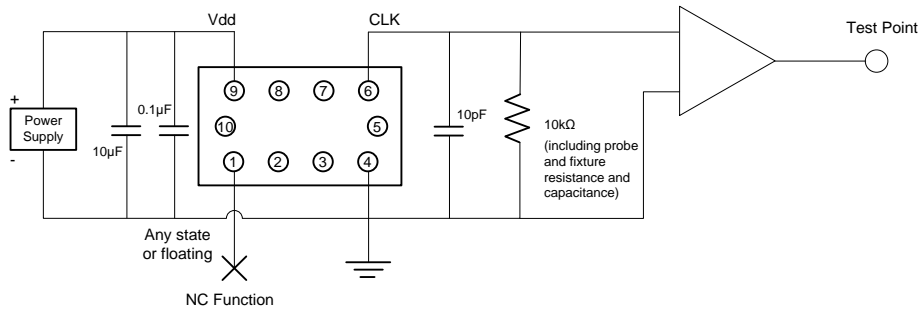 Vdd
CLK
Test Point
+
Power
Supply
-
10µF
0.1µF
9
8
7
6
10
5
1
2
3
4
10pF
10kΩ
(including probe
and fixture
resistance and
capacitance)
Any state
or floating
NC Function